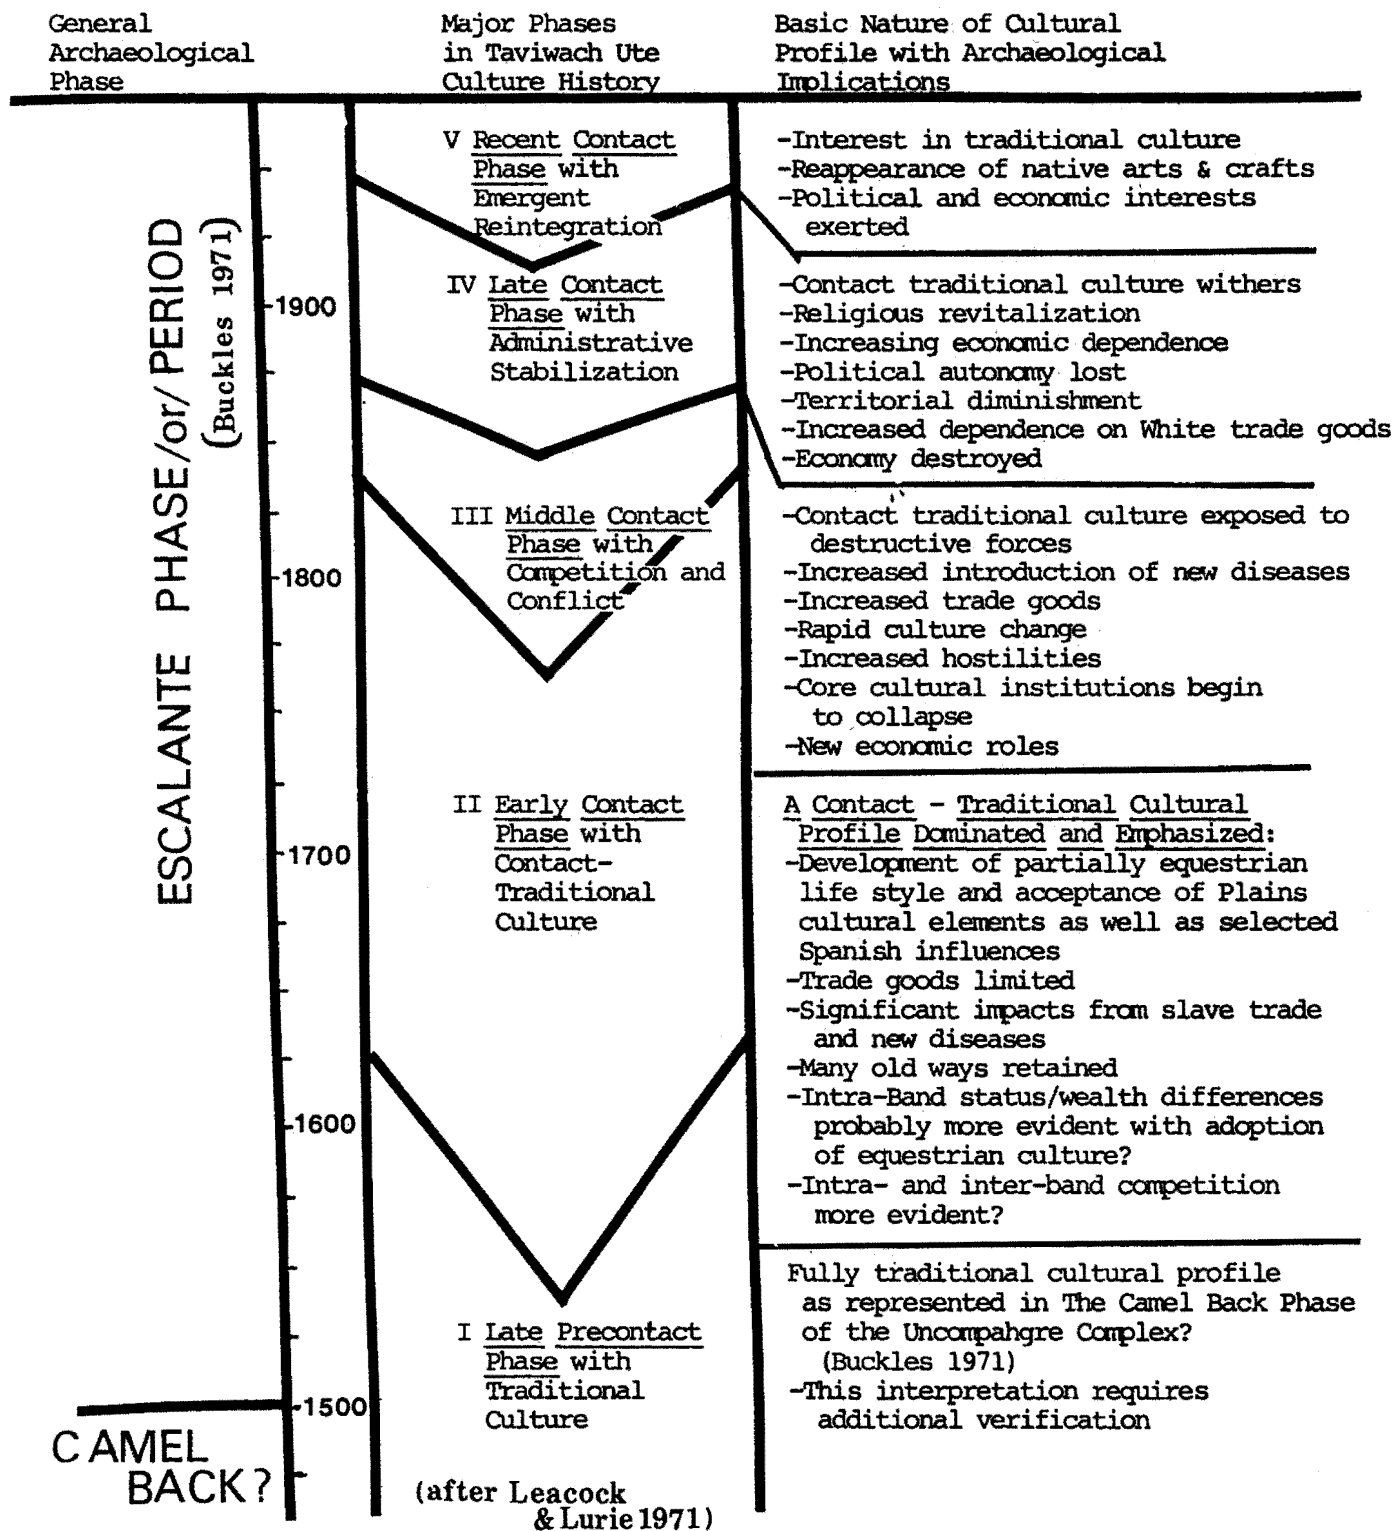 General
Archaeological
Phase
Major Phases
in Taviwach Ute
Culture History
Basic Nature of Cultural
Profile with Archaeological
Implications
ESCALANTE PHASE/or/PERIOD
(Buckles 1971)
CAMEL
BACK?
1900
1800
1700
1600
1500
V Recent Contact
Phase with
Emergent
Reintegration
IV Late Contact
Phase with
Administrative
Stabilization
III Middle Contact
Phase with
Competition and
Conflict
II Early Contact
Phase with
Contact-
Traditional
Culture
I Late Precontact
Phase with
Traditional
Culture
(after Leacock
& Lurie 1971)
-Interest in traditional culture
-Reappearance of native arts & crafts
-Political and economic interests
exerted
-Contact traditional culture withers
-Religious revitalization
-Increasing economic dependence
-Political autonomy lost
-Territorial diminishment
-Increased dependence on White trade goods
-Economy destroyed
-Contact traditional culture exposed to
destructive forces
-Increased introduction of new diseases
-Increased trade goods
-Rapid culture change
-Increased hostilities
-Core cultural institutions begin
to collapse
-New economic roles
A Contact - Traditional Cultural
Profile Dominated and Emphasized:
-Development of partially equestrian
life style and acceptance of Plains
cultural elements as well as selected
Spanish influences
-Trade goods limited
-Significant impacts from slave trade
and new diseases
-Many old ways retained
-Intra-Band status/wealth differences
probably more evident with adoption
of equestrian culture?
-Intra- and inter-band competition
more evident?
Fully traditional cultural profile
as represented in The Camel Back Phase
of the Uncompahgre Complex?
(Buckles 1971)
-This interpretation requires
additional verification